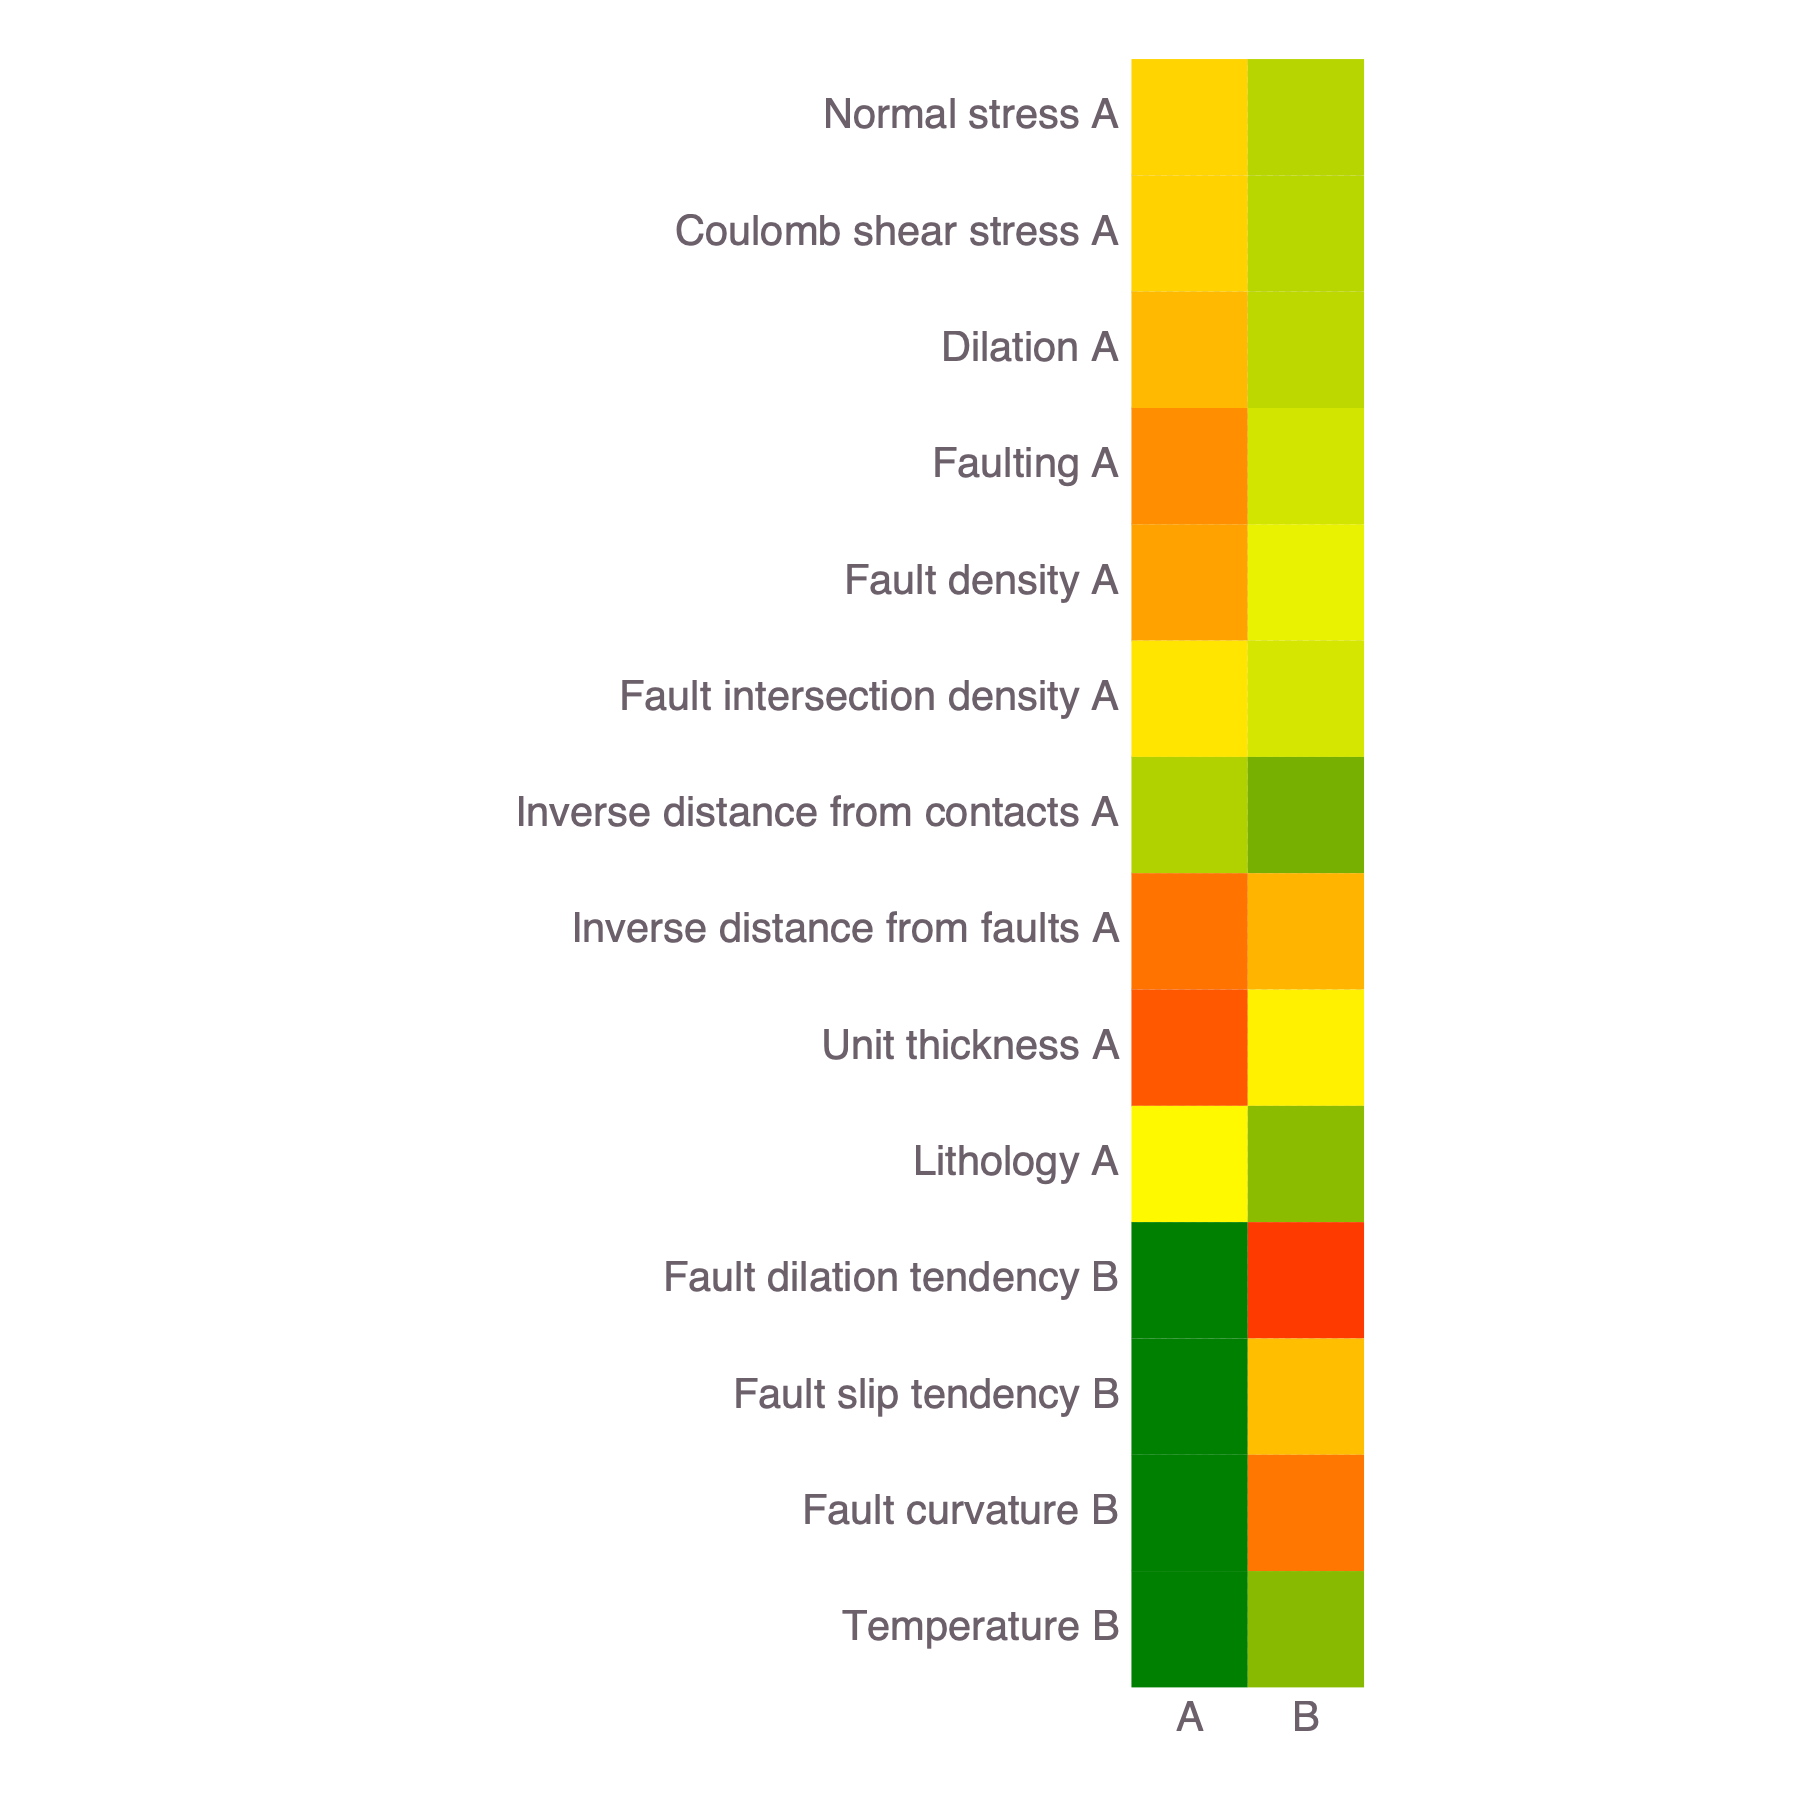 Normal stress A
Coulomb shear stress A
Dilation A
Faulting A
Fault density A
Fault intersection density A
Inverse distance from contacts A
Inverse distance from faults A
Unit thickness A
Lithology A
Fault dilation tendency B
Fault slip tendency B
Fault curvature B
Temperature B
A B